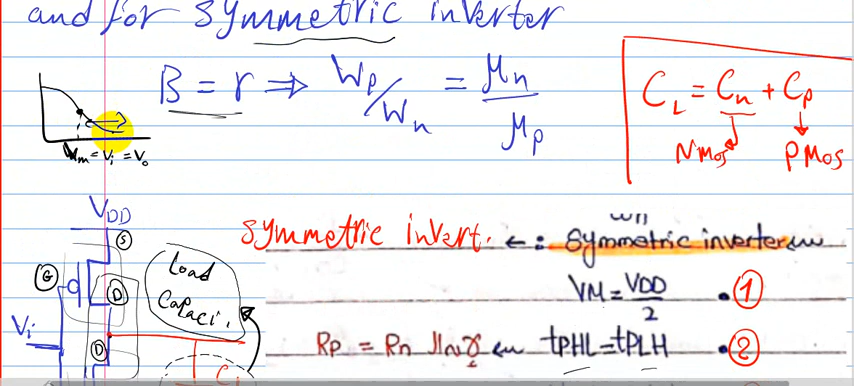 and for symmetric inverter
B = r ⇒ Wp/Wn = μn/μp
CL = Cn + Cp
NMos PMos
Vm = Vi = Vo
VDD
S
symmetric invert. ← : Symmetric inverter
Load
Capaci.
G
D
VM = VDD/2 . 1
Vi
D
Rp = Rn ← tPHL = tPLH . 2